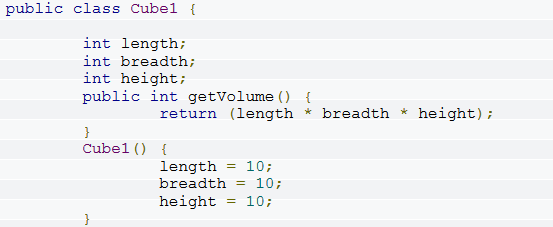 public class Cube1 {
int length;
int breadth;
int height;
public int getVolume() {
return (length * breadth * height);
}
Cube1() {
length = 10;
breadth = 10;
height = 10;
}